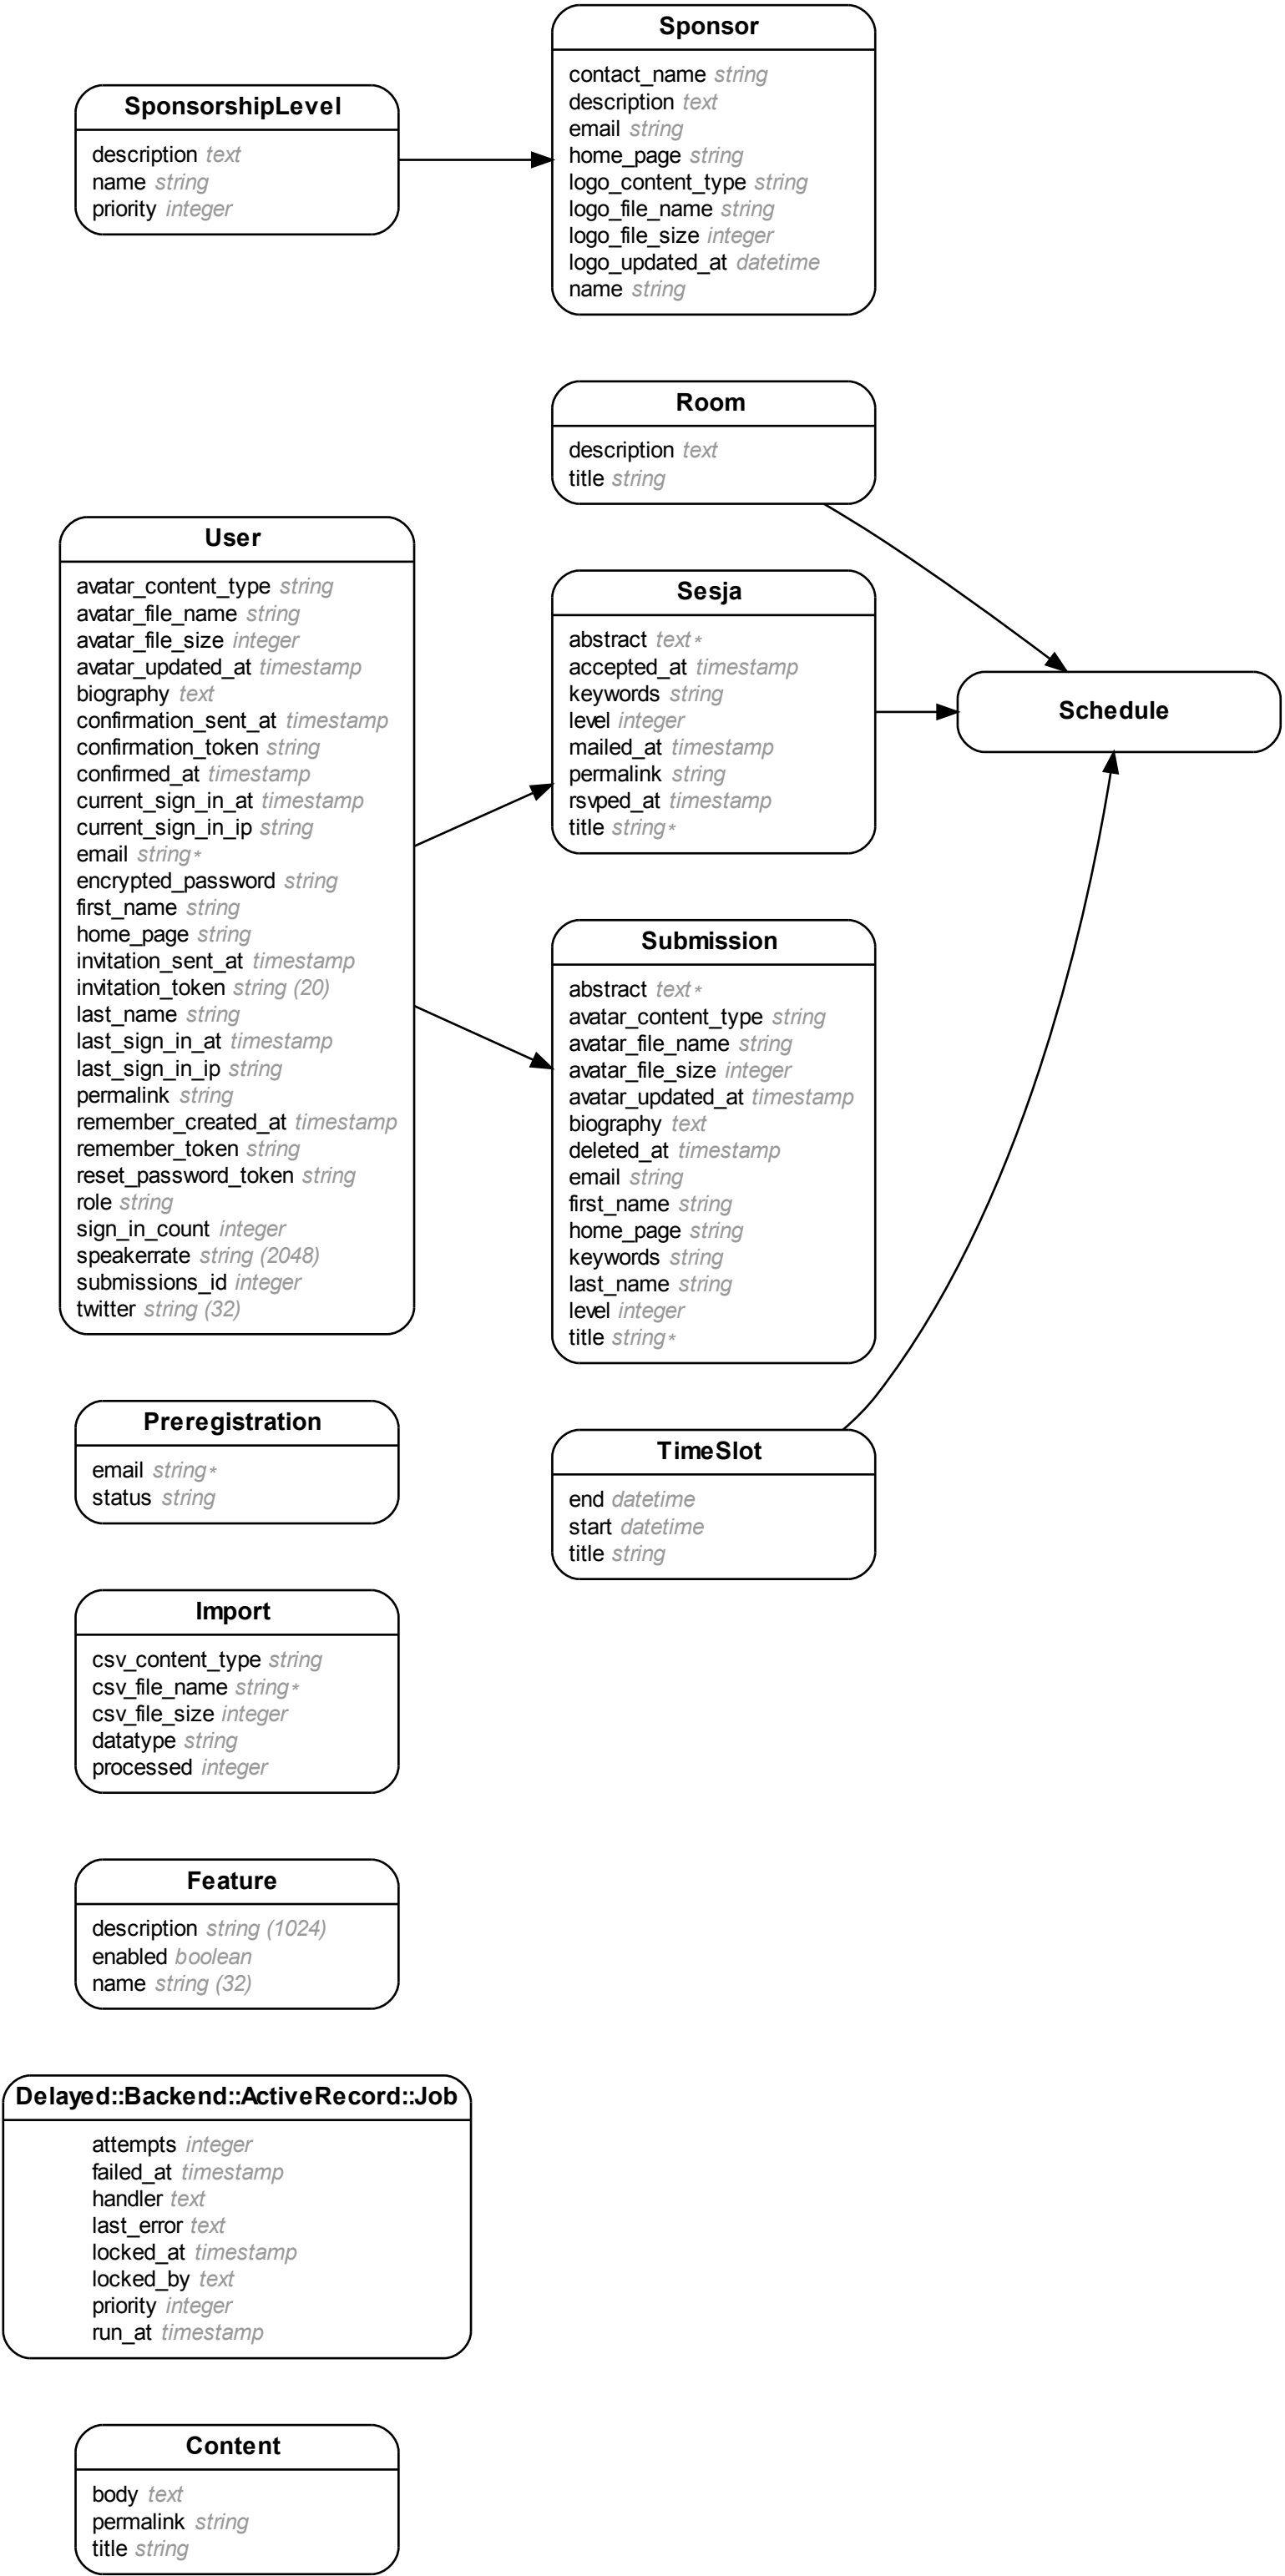 SponsorshipLevel
description text
name string
priority integer
Sponsor
contact_name string
description text
email string
home_page string
logo_content_type string
logo_file_name string
logo_file_size integer
logo_updated_at datetime
name string
Room
description text
title string
User
avatar_content_type string
avatar_file_name string
avatar_file_size integer
avatar_updated_at timestamp
biography text
confirmation_sent_at timestamp
confirmation_token string
confirmed_at timestamp
current_sign_in_at timestamp
current_sign_in_ip string
email string*
encrypted_password string
first_name string
home_page string
invitation_sent_at timestamp
invitation_token string (20)
last_name string
last_sign_in_at timestamp
last_sign_in_ip string
permalink string
remember_created_at timestamp
remember_token string
reset_password_token string
role string
sign_in_count integer
speakerrate string (2048)
submissions_id integer
twitter string (32)
Sesja
abstract text*
accepted_at timestamp
keywords string
level integer
mailed_at timestamp
permalink string
rsvped_at timestamp
title string*
Schedule
Submission
abstract text*
avatar_content_type string
avatar_file_name string
avatar_file_size integer
avatar_updated_at timestamp
biography text
deleted_at timestamp
email string
first_name string
home_page string
keywords string
last_name string
level integer
title string*
Preregistration
email string*
status string
TimeSlot
end datetime
start datetime
title string
Import
csv_content_type string
csv_file_name string*
csv_file_size integer
datatype string
processed integer
Feature
description string (1024)
enabled boolean
name string (32)
Delayed::Backend::ActiveRecord::Job
attempts integer
failed_at timestamp
handler text
last_error text
locked_at timestamp
locked_by text
priority integer
run_at timestamp
Content
body text
permalink string
title string